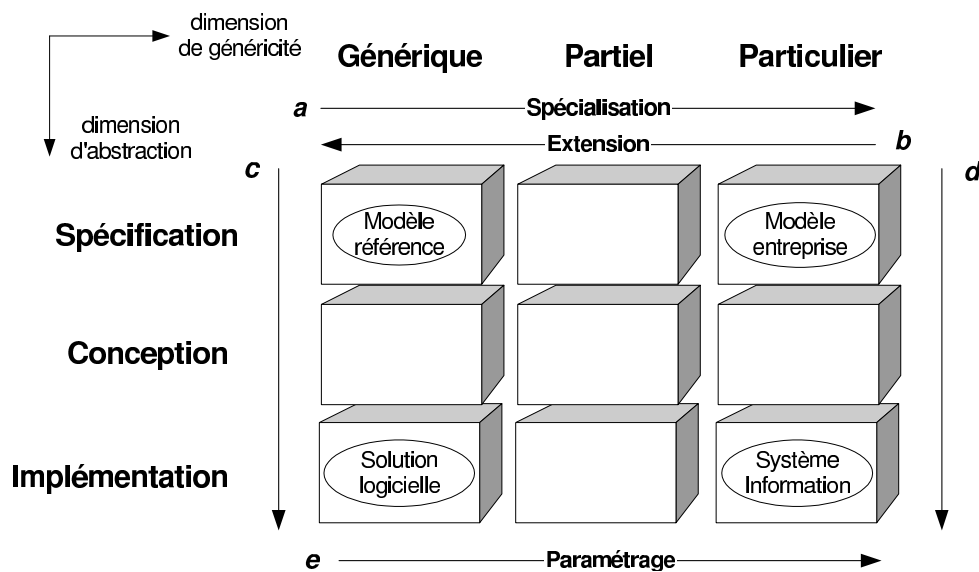 dimension
de généricité
Générique Partiel Particulier
a Spécialisation
dimension
d'abstraction
Extension b
c d
Spécification
Modèle
référence
Modèle
entreprise
Conception
Implémentation
Solution
logicielle
Système
Information
e Paramétrage